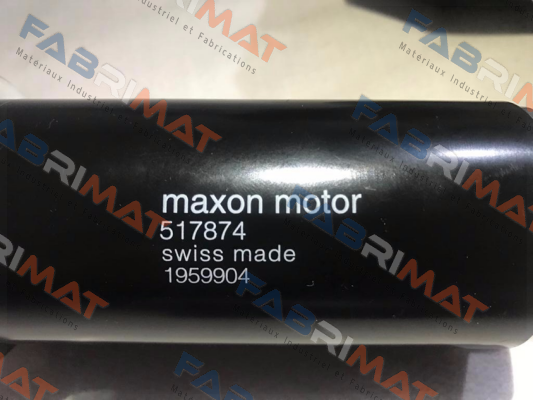 maxon motor
517874
swiss made
1959904
FABRIMAT
Matériaux Industriels et Fabrications